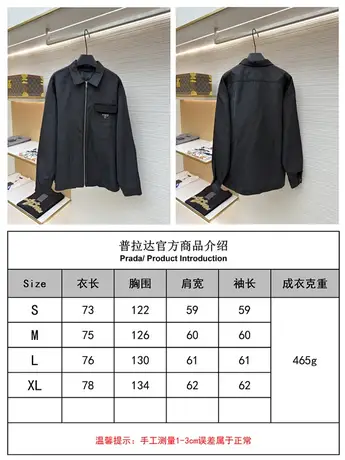 普拉达官方商品介绍
Prada/ Product Introduction
Size 衣长 胸围 肩宽 袖长 成衣克重
S 73 122 59 59
M 75 126 60 60
L 76 130 61 61
465g
XL 78 134 62 62
温馨提示：手工测量1-3cm误差属于正常